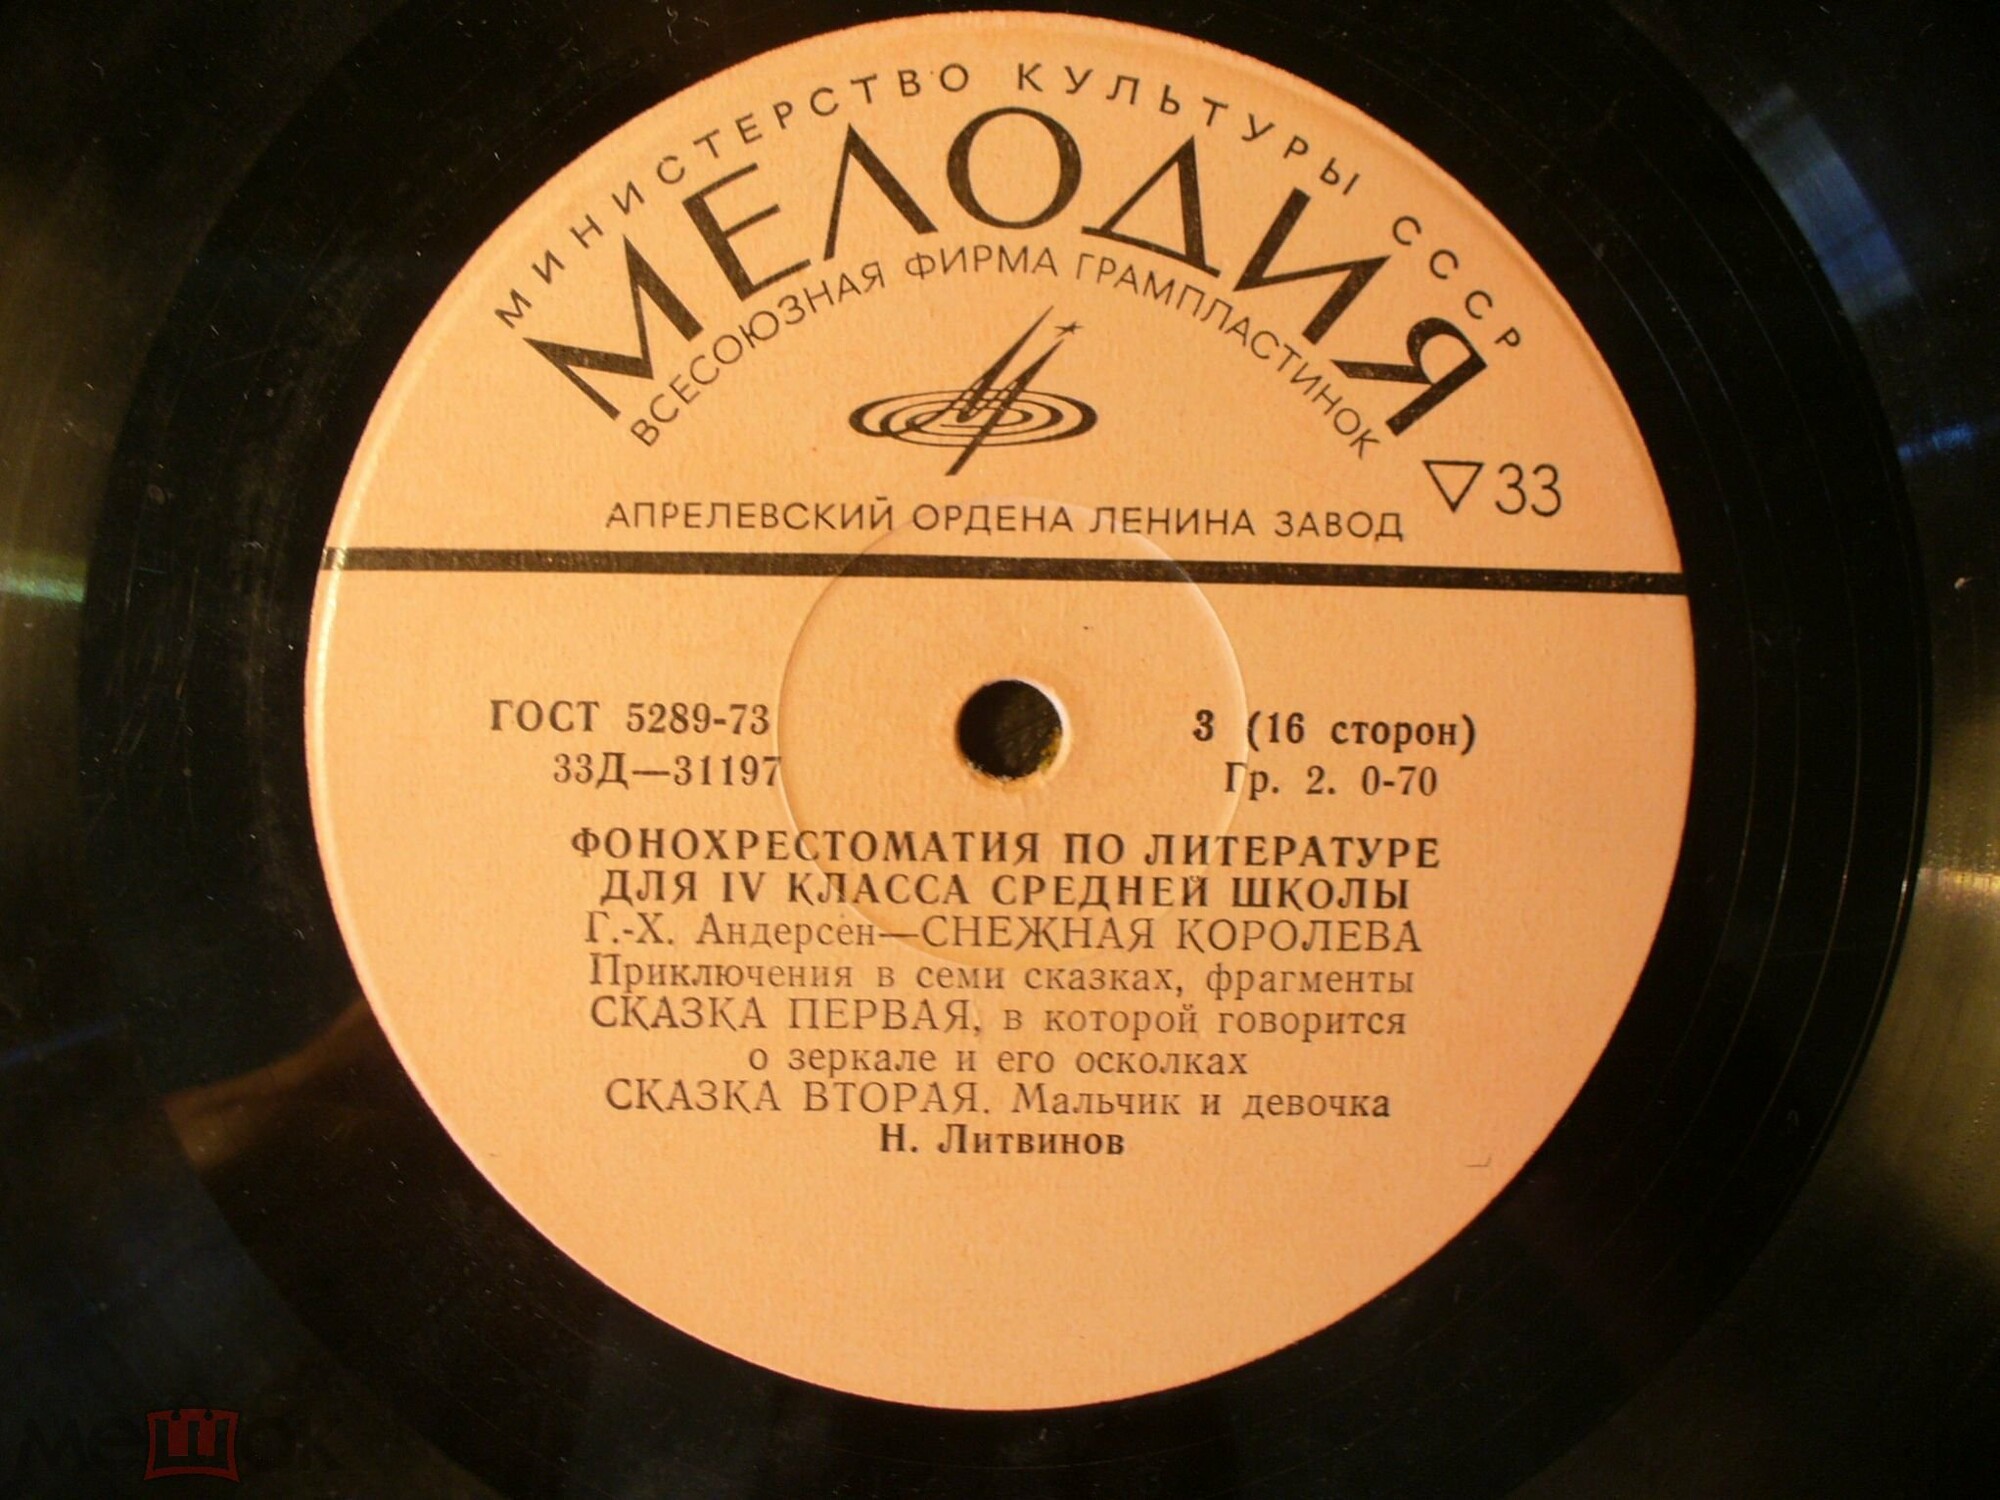 МИНИСТЕРСТВО КУЛЬТУРЫ СССР
МЕЛОДИЯ
ВСЕСОЮЗНАЯ ФИРМА ГРАМПЛАСТИНОК
▽33
АПРЕЛЕВСКИЙ ОРДЕНА ЛЕНИНА ЗАВОД
ГОСТ 5289-73
33Д—31197
3 (16 сторон)
Гр. 2. 0-70
ФОНОХРЕСТОМАТИЯ ПО ЛИТЕРАТУРЕ
ДЛЯ IV КЛАССА СРЕДНЕЙ ШКОЛЫ
Г.-Х. Андерсен—СНЕЖНАЯ КОРОЛЕВА
Приключения в семи сказках, фрагменты
СКАЗКА ПЕРВАЯ, в которой говорится
о зеркале и его осколках
СКАЗКА ВТОРАЯ. Мальчик и девочка
Н. Литвинов
мешок